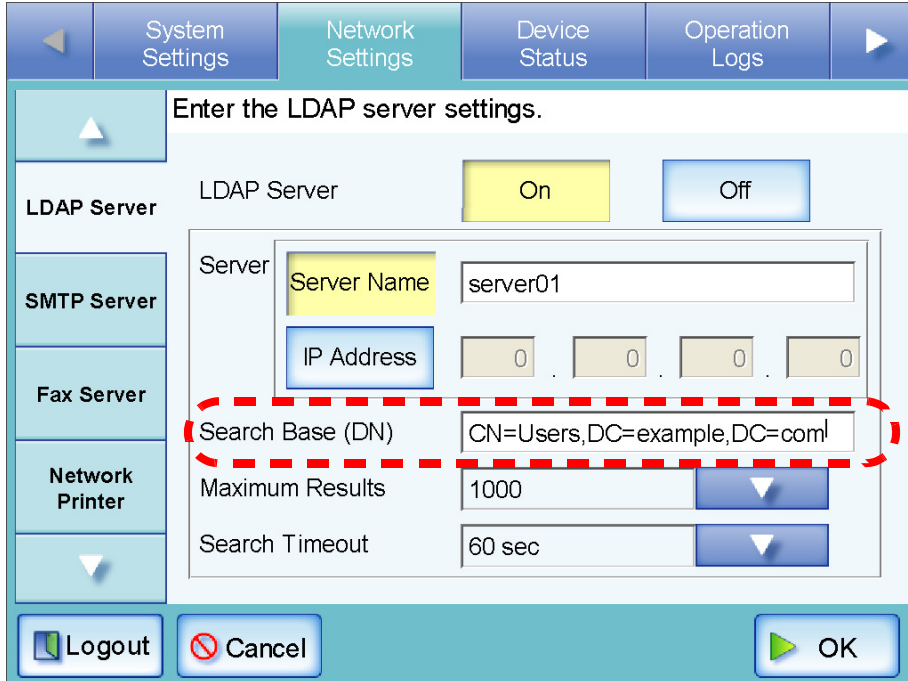 System Settings
Network Settings
Device Status
Operation Logs
Enter the LDAP server settings.
LDAP Server
SMTP Server
Fax Server
Network Printer
LDAP Server
On
Off
Server
Server Name
server01
IP Address
0 . 0 . 0 . 0
Search Base (DN)
CN=Users,DC=example,DC=com
Maximum Results
1000
Search Timeout
60 sec
Logout
Cancel
OK